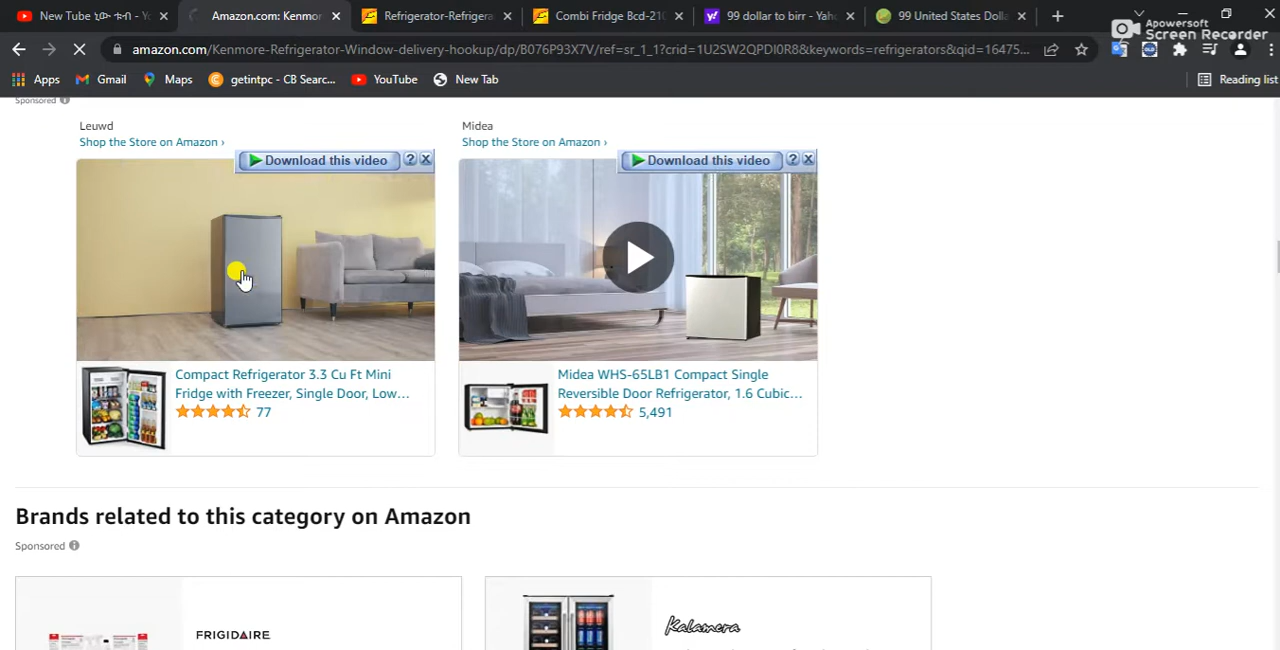 New Tube ኒው ቱብ - Yo
Amazon.com: Kenmor
Refrigerator-Refrigera
Combi Fridge Bcd-210
99 dollar to birr - Yaho
99 United States Dolla
Apowersoft
Screen Recorder
amazon.com/Kenmore-Refrigerator-Window-delivery-hookup/dp/B076P93X7V/ref=sr_1_1?crid=1U2SW2QPDI0R8&keywords=refrigerators&qid=16475...
Apps
Gmail
Maps
getintpc - CB Searc...
YouTube
New Tab
Reading list
Sponsored
Leuwd
Shop the Store on Amazon ›
Download this video
Midea
Shop the Store on Amazon ›
Download this video
Compact Refrigerator 3.3 Cu Ft Mini
Fridge with Freezer, Single Door, Low...
77
Midea WHS-65LB1 Compact Single
Reversible Door Refrigerator, 1.6 Cubic...
5,491
Brands related to this category on Amazon
Sponsored
FRIGIDAIRE
Kalamera